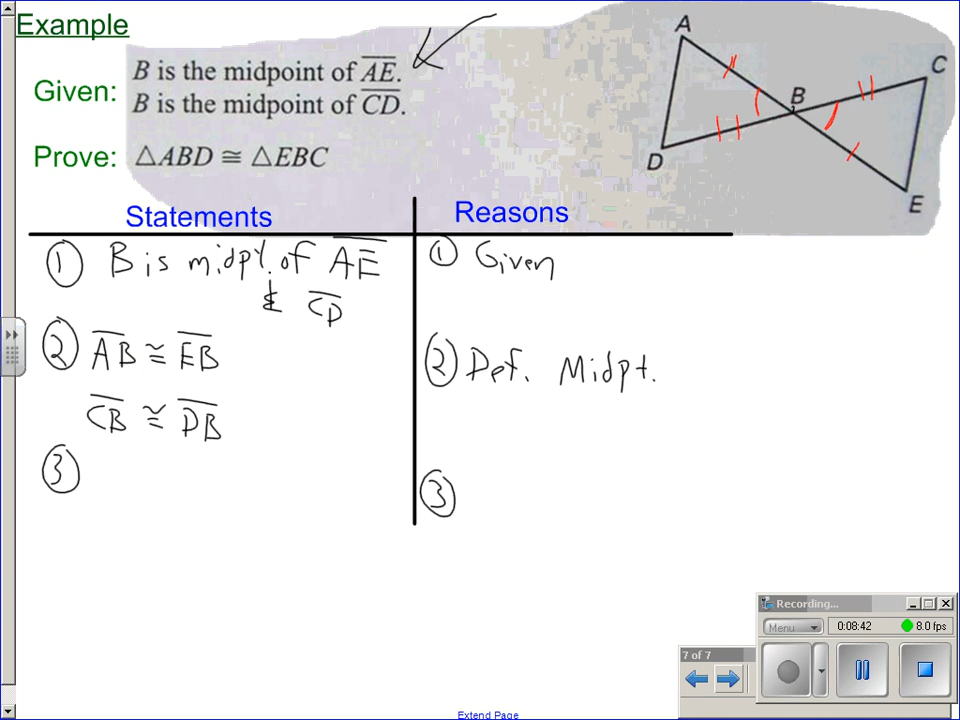 Example
Given:
B is the midpoint of AE.
B is the midpoint of CD.
Prove: △ABD ≅ △EBC
A
B
C
D
E
Statements
Reasons
① B is midpt. of AE
& CD
① Given
② AB ≅ EB
CB ≅ DB
② Def. Midpt.
③
③
Recording...
Menu
0:08:42
8.0 fps
7 of 7
Extend Page